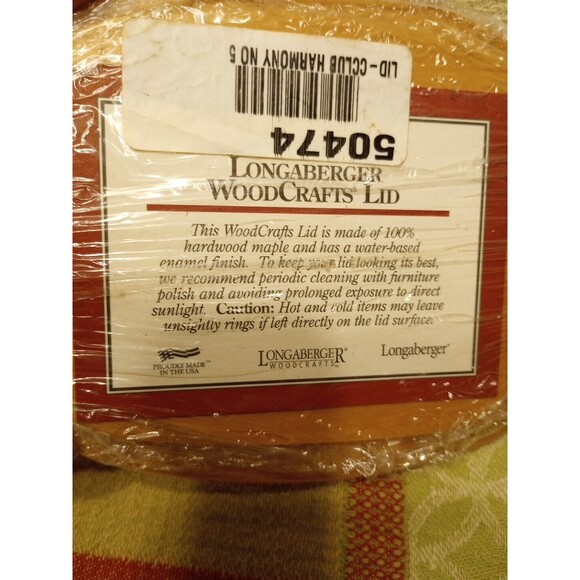 LID-CCLUB HARMONY NO 5
50474
LONGABERGER
WOODCRAFTS® LID
This WoodCrafts Lid is made of 100%
hardwood maple and has a water-based
enamel finish. To keep your lid looking its best,
we recommend periodic cleaning with furniture
polish and avoiding prolonged exposure to direct
sunlight. Caution: Hot and cold items may leave
unsightly rings if left directly on the lid surface.
PROUDLY MADE™
IN THE USA
LONGABERGER®
WOODCRAFTS™
Longaberger®